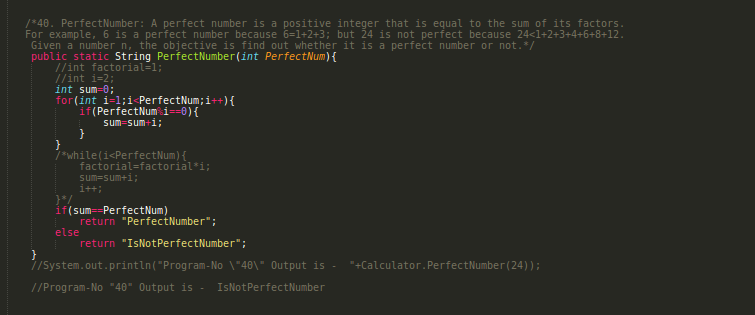 /*40. PerfectNumber: A perfect number is a positive integer that is equal to the sum of its factors.
For example, 6 is a perfect number because 6=1+2+3; but 24 is not perfect because 24<1+2+3+4+6+8+12.
Given a number n, the objective is find out whether it is a perfect number or not.*/
public static String PerfectNumber(int PerfectNum){
//int factorial=1;
//int i=2;
int sum=0;
for(int i=1;i<PerfectNum;i++){
if(PerfectNum%i==0){
sum=sum+i;
}
}
/*while(i<PerfectNum){
factorial=factorial*i;
sum=sum+i;
i++;
}*/
if(sum==PerfectNum)
return "PerfectNumber";
else
return "IsNotPerfectNumber";
}
//System.out.println("Program-No \"40\" Output is -  "+Calculator.PerfectNumber(24));
//Program-No "40" Output is -  IsNotPerfectNumber